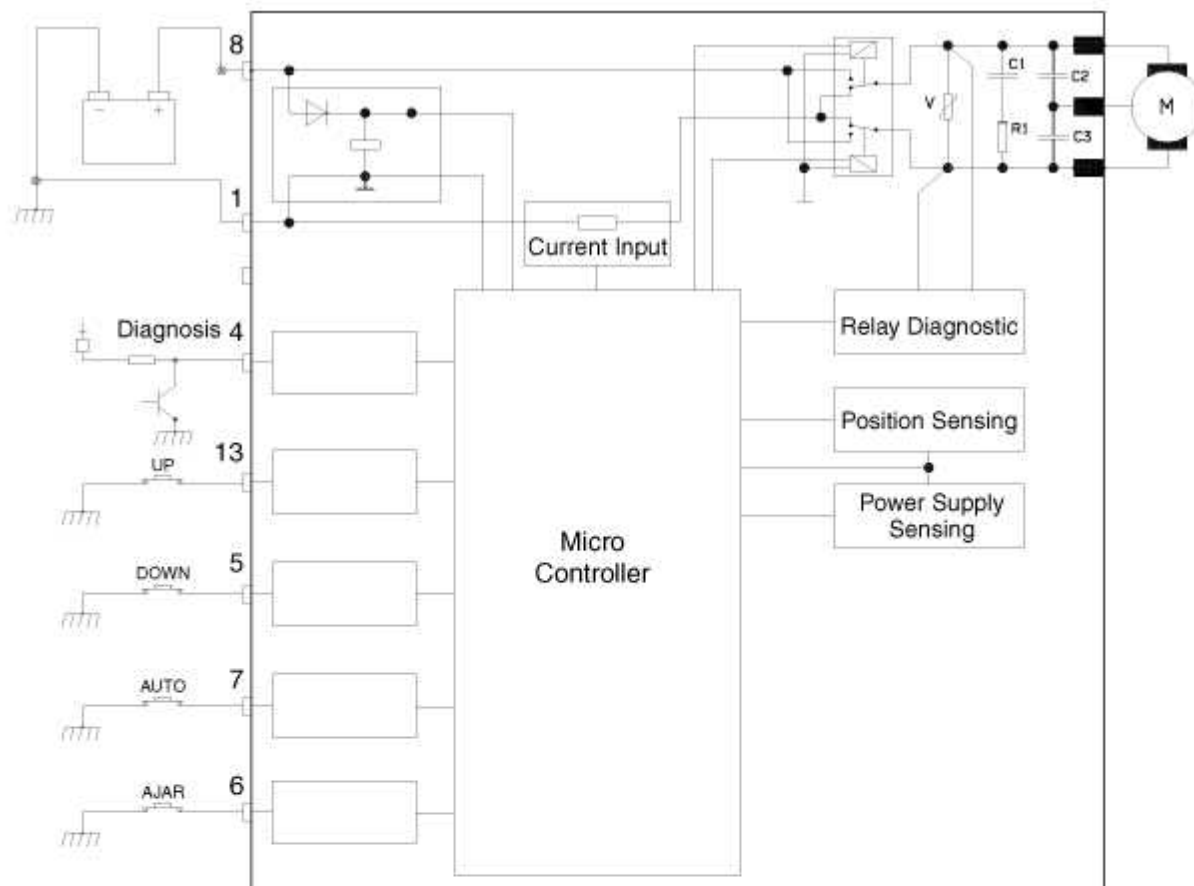 8
C1
C2
V
R1
C3
M
-
+
1
Current Input
Diagnosis 4
+
Relay Diagnostic
13
UP
Position Sensing
Power Supply
Sensing
Micro
Controller
5
DOWN
7
AUTO
6
AJAR